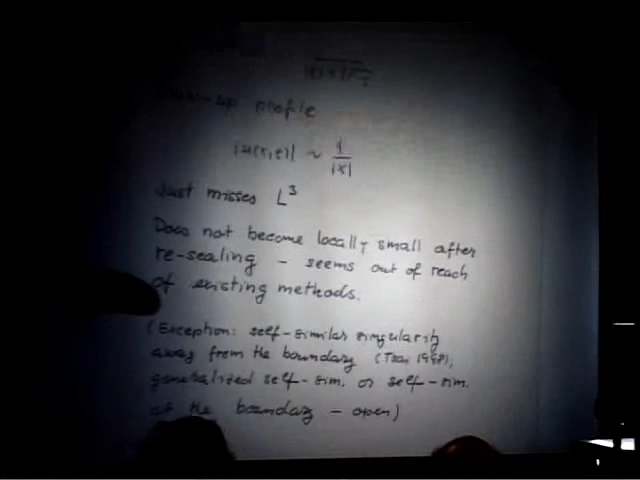 profile
|u(x,t)| ~ 1/|x|
Just misses L³
Does not become locally small after
re-scaling – seems out of reach
of existing methods.
(Exception: self-similar singularity
away from the boundary (Tsai 1998),
generalized self-sim. or self-sim.
at the boundary – open)